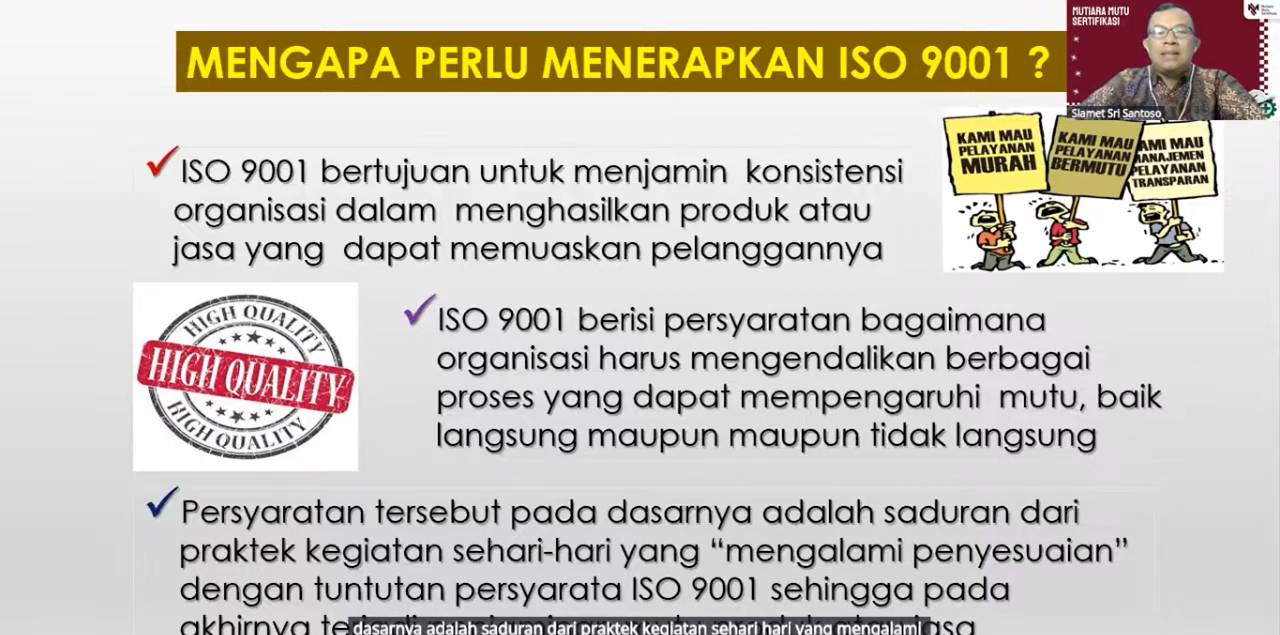 MENGAPA PERLU MENERAPKAN ISO 9001 ?
MUTIARA MUTU
SERTIFIKASI
Slamet Sri Santoso
KAMI MAU
PELAYANAN
MURAH
KAMI MAU
PELAYANAN
BERMUTU
AMI MAU
MANAJEMEN
PELAYANAN
TRANSPARAN
ISO 9001 bertujuan untuk menjamin konsistensi
organisasi dalam menghasilkan produk atau
jasa yang dapat memuaskan pelanggannya
HIGH QUALITY
HIGH QUALITY
HIGH QUALITY
ISO 9001 berisi persyaratan bagaimana
organisasi harus mengendalikan berbagai
proses yang dapat mempengaruhi mutu, baik
langsung maupun maupun tidak langsung
Persyaratan tersebut pada dasarnya adalah saduran dari
praktek kegiatan sehari-hari yang “mengalami penyesuaian”
dengan tuntutan persyarata ISO 9001 sehingga pada
akhirnya
dasarnya adalah saduran dari praktek kegiatan sehari hari yang mengalami